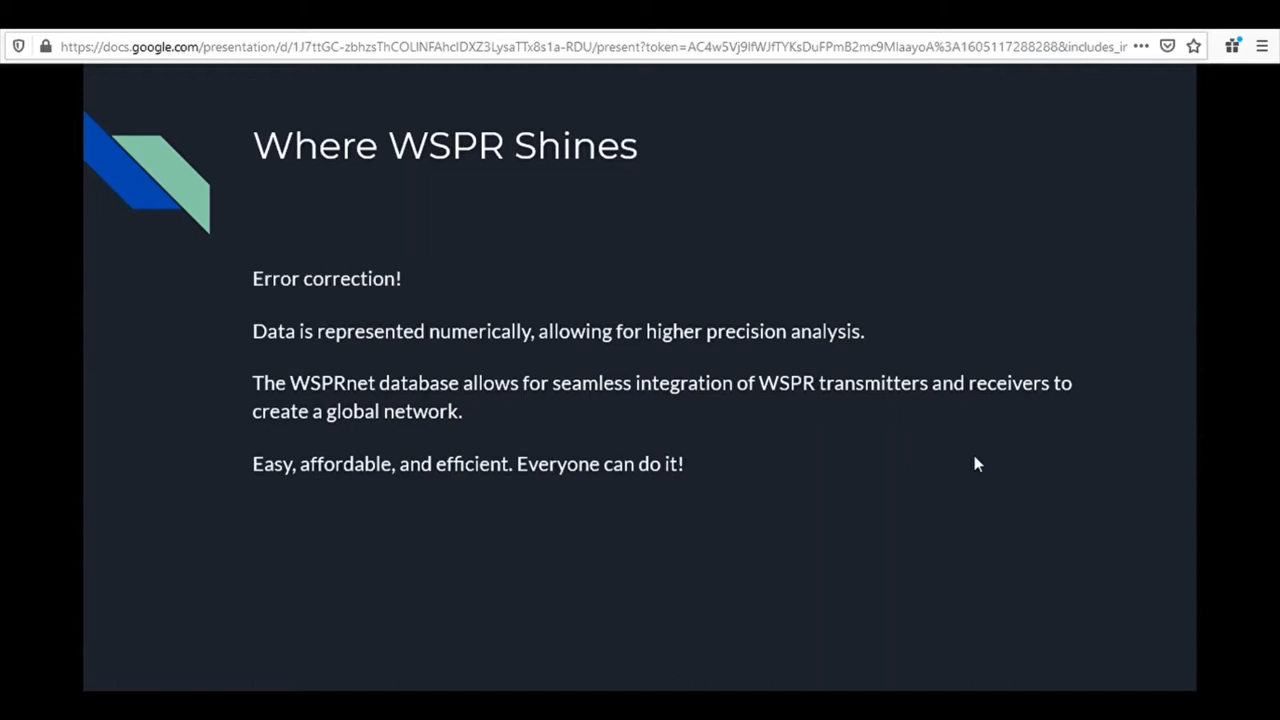 https://docs.google.com/presentation/d/1J7ttGC-zbhzsThCOLlNFAhcIDXZ3LysaTTx8s1a-RDU/present?token=AC4w5Vj9lfWJfTYKsDuFPmB2mc9MlaayoA%3A1605117288288&includes_ir
Where WSPR Shines
Error correction!
Data is represented numerically, allowing for higher precision analysis.
The WSPRnet database allows for seamless integration of WSPR transmitters and receivers to
create a global network.
Easy, affordable, and efficient. Everyone can do it!